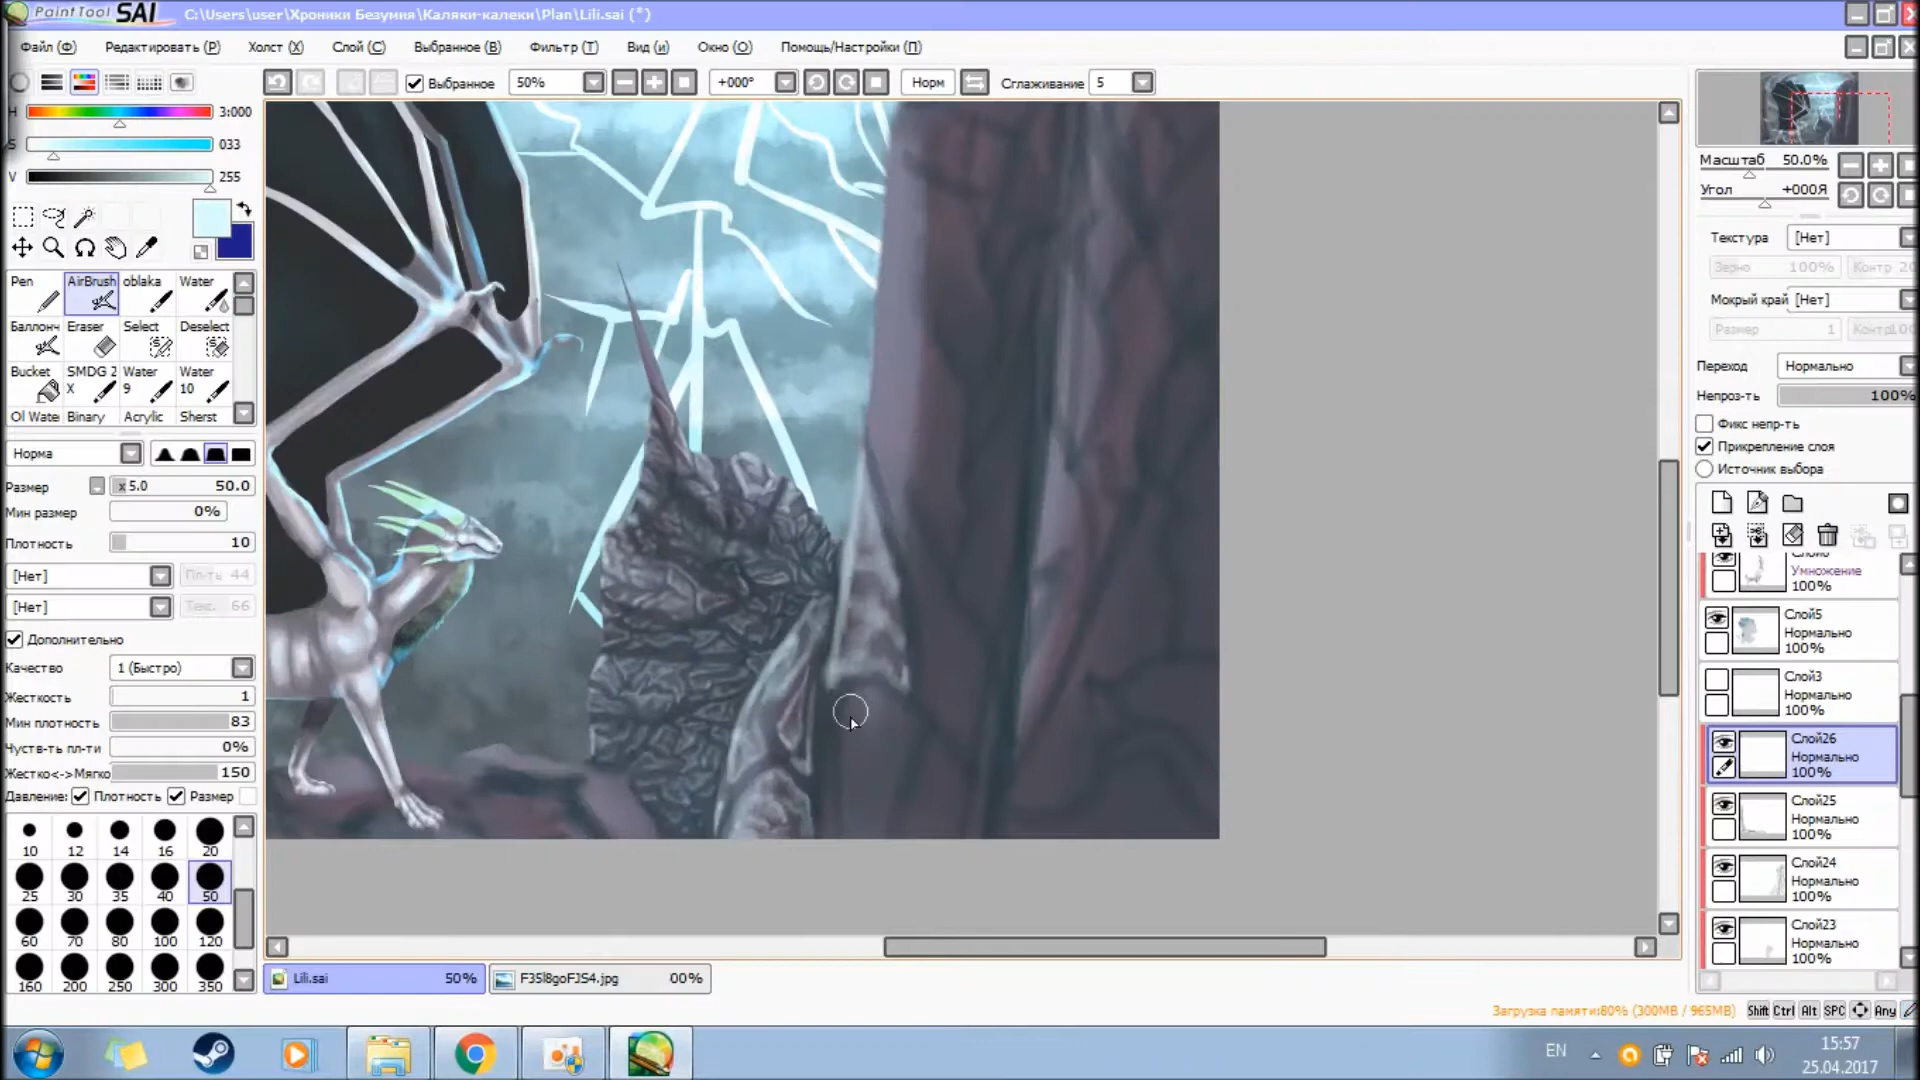 PaintTool SAI C:\Users\user\Хроники Безумия\Каляки-калеки\Plan\Lili.sai (*)
Файл (Ф) Редактировать (Р) Холст (Х) Слой (С) Выбранное (В) Фильтр (Т) Вид (и) Окно (О) Помощь/Настройки (П)
Выбранное 50% +000° Норм Сглаживание 5
H 3:000
S 033
V 255
Pen AirBrush oblaka Water
Баллонч Eraser Select Deselect
Bucket SMDG 2 Water Water
X 9 10
Ol Wate Binary Acrylic Sherst
Норма
Размер x 5.0 50.0
Мин размер 0%
Плотность 10
[Нет] Пл-ть 44
[Нет] Текс. 66
Дополнительно
Качество 1 (Быстро)
Жесткость 1
Мин плотность 83
Чуств-ть пл-ти 0%
Жестко<->Мягко 150
Давление: Плотность Размер
10 12 14 16 20
25 30 35 40 50
60 70 80 100 120
160 200 250 300 350
Масштаб 50.0%
Угол +000Я
Текстура [Нет]
Зерно 100% Контр 20
Мокрый край [Нет]
Размер 1
Переход Нормально
Непроз-ть 100%
Фикс непр-ть
Прикрепление слоя
Источник выбора
Умножение
100%
Слой5
Нормально
100%
Слой3
Нормально
100%
Слой26
Нормально
100%
Слой25
Нормально
100%
Слой24
Нормально
100%
Слой23
Нормально
100%
Lili.sai 50% F35l8goFJS4.jpg 00%
Загрузка памяти:80% (300MB / 965MB) Shift Ctrl Alt SPC Any
EN 15:57
25.04.2017